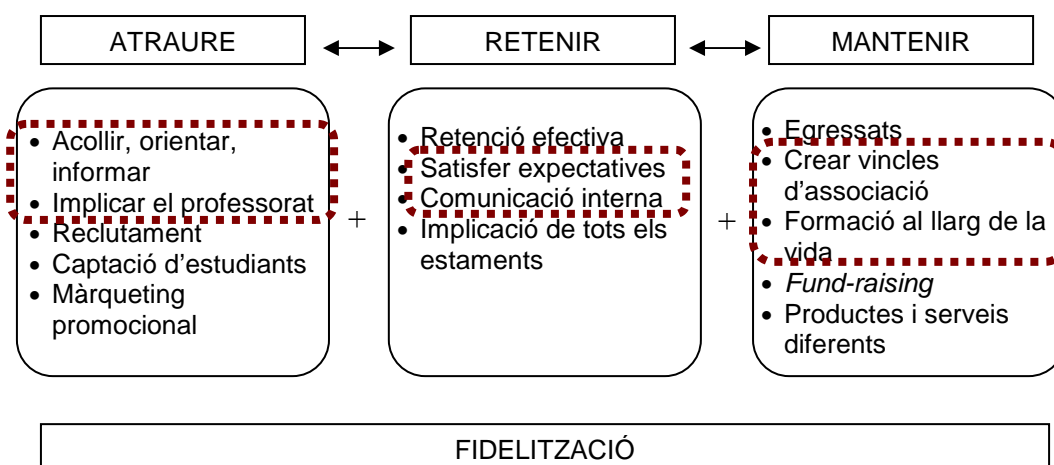 ATRAURE
RETENIR
MANTENIR
• Acollir, orientar,
informar
• Implicar el professorat
• Reclutament
• Captació d’estudiants
• Màrqueting
promocional
+
• Retenció efectiva
• Satisfer expectatives
• Comunicació interna
• Implicació de tots els
estaments
+
• Egressats
• Crear vincles
d’associació
• Formació al llarg de la
vida
• Fund-raising
• Productes i serveis
diferents
FIDELITZACIÓ